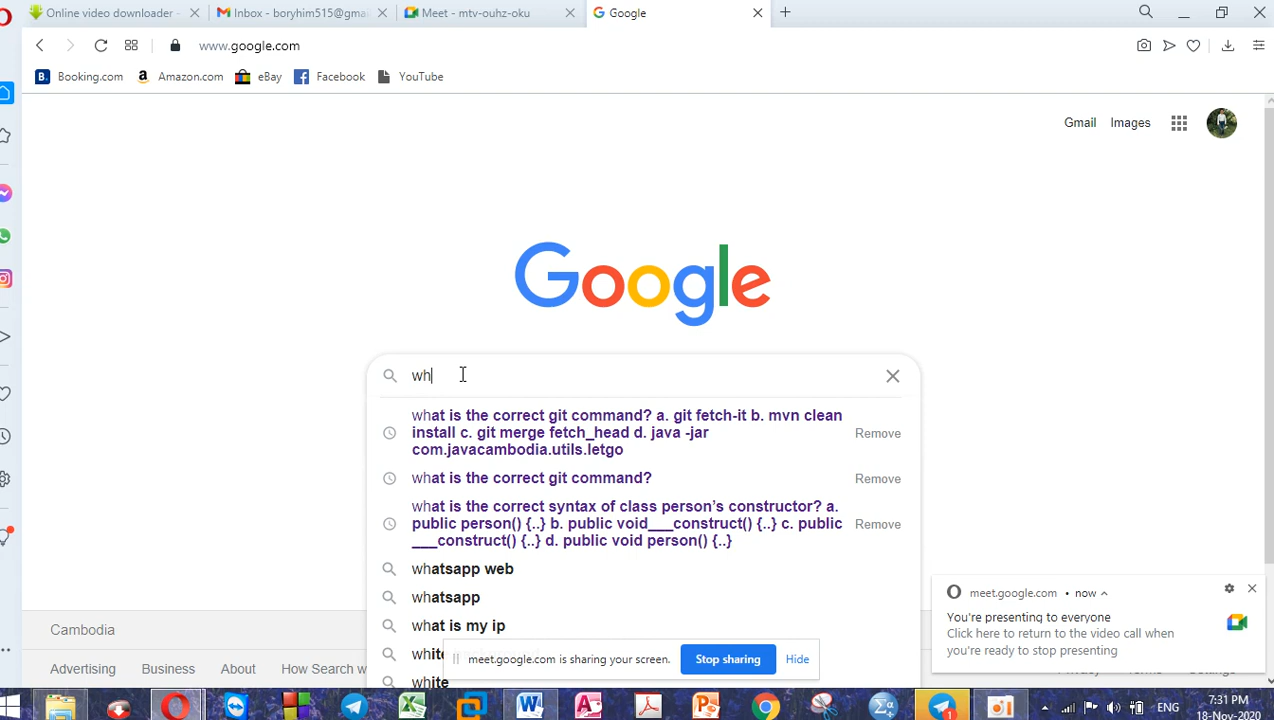 Online video downloader -
Inbox - boryhim515@gmai
Meet - mtv-ouhz-oku
Google
www.google.com
Booking.com
Amazon.com
eBay
Facebook
YouTube
Gmail
Images
Google
wh
what is the correct git command? a. git fetch-it b. mvn clean
install c. git merge fetch_head d. java -jar
com.javacambodia.utils.letgo
Remove
what is the correct git command?
Remove
what is the correct syntax of class person's constructor? a.
public person() {..} b. public void___construct() {..} c. public
___construct() {..} d. public void person() {..}
Remove
whatsapp web
whatsapp
what is my ip
white
meet.google.com is sharing your screen.
Stop sharing
Hide
meet.google.com • now
You're presenting to everyone
Click here to return to the video call when
you're ready to stop presenting
Cambodia
Advertising
Business
About
How Search w
ENG
7:31 PM
18-Nov-2020